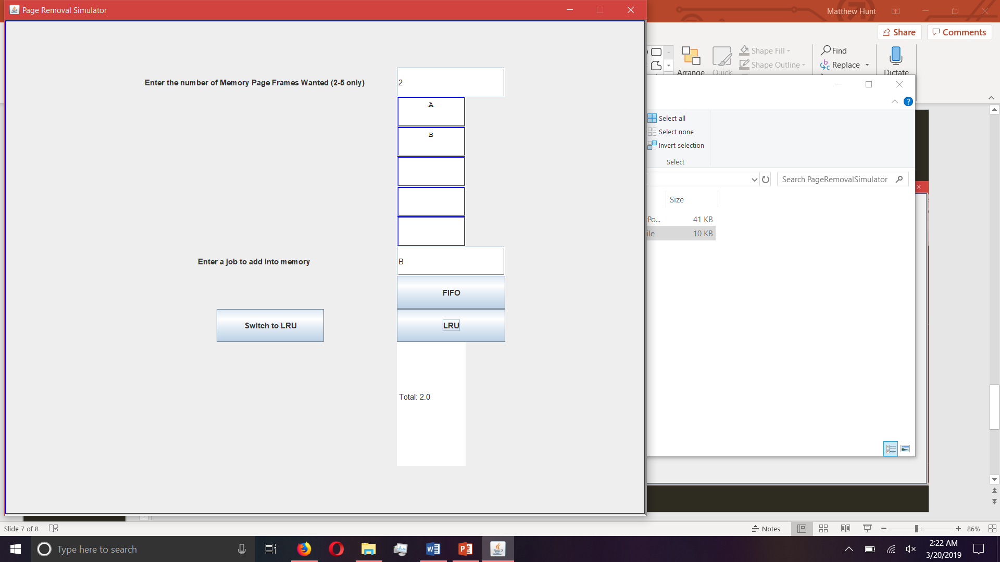 Page Removal Simulator
Matthew Hunt
Share
Comments
Enter the number of Memory Page Frames Wanted (2-5 only)
2
A
B
Enter a job to add into memory
B
FIFO
Switch to LRU
LRU
Total: 2.0
Shape Fill
Find
Shape Outline
Replace
Arrange
Quick
Dictate
Select all
Select none
Invert selection
Select
Search PageRemovalSimulator
Size
Po...
41 KB
ile
10 KB
Slide 7 of 8
Notes
86%
Type here to search
2:22 AM
3/20/2019